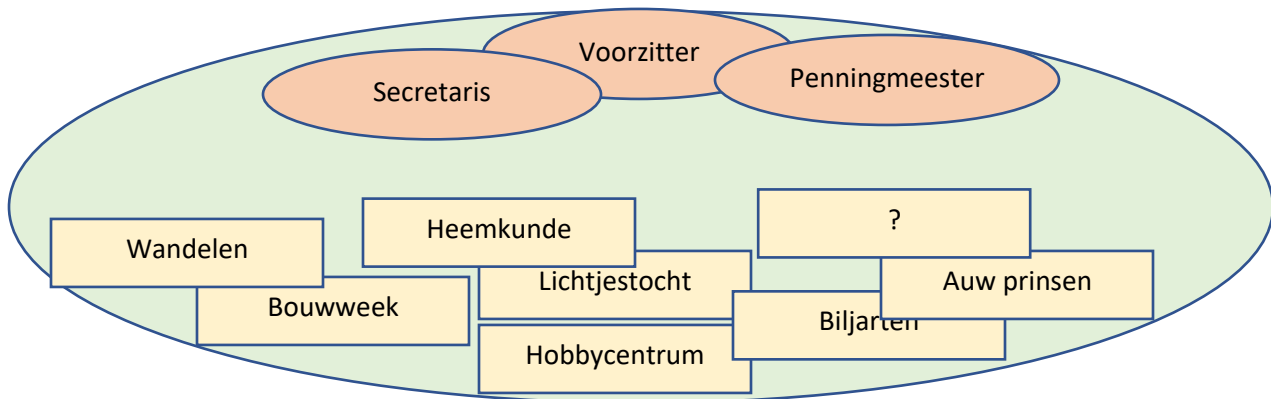 Voorzitter
Secretaris
Penningmeester
Wandelen
Heemkunde
?
Bouwweek
Lichtjestocht
Auw prinsen
Hobbycentrum
Biljarten